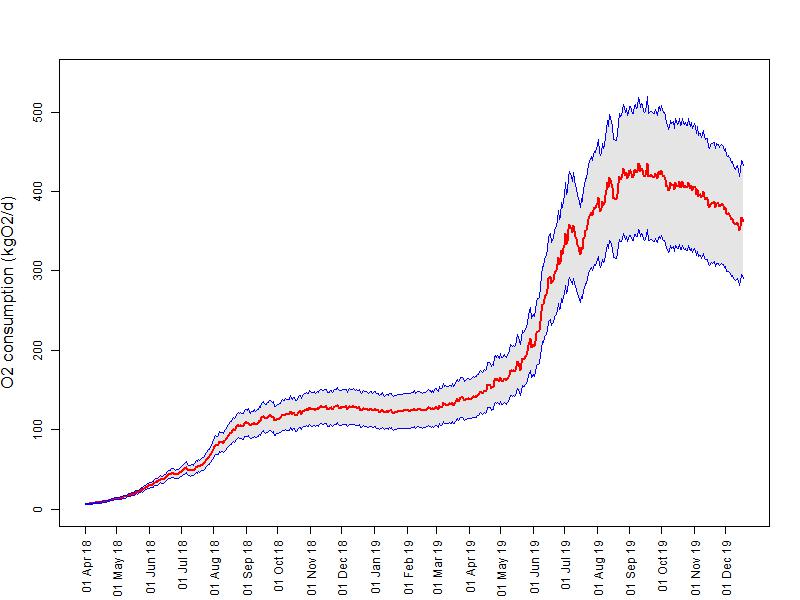 O2 consumption (kgO2/d)
500
400
300
200
100
0
01 Apr 18
01 May 18
01 Jun 18
01 Jul 18
01 Aug 18
01 Sep 18
01 Oct 18
01 Nov 18
01 Dec 18
01 Jan 19
01 Feb 19
01 Mar 19
01 Apr 19
01 May 19
01 Jun 19
01 Jul 19
01 Aug 19
01 Sep 19
01 Oct 19
01 Nov 19
01 Dec 19